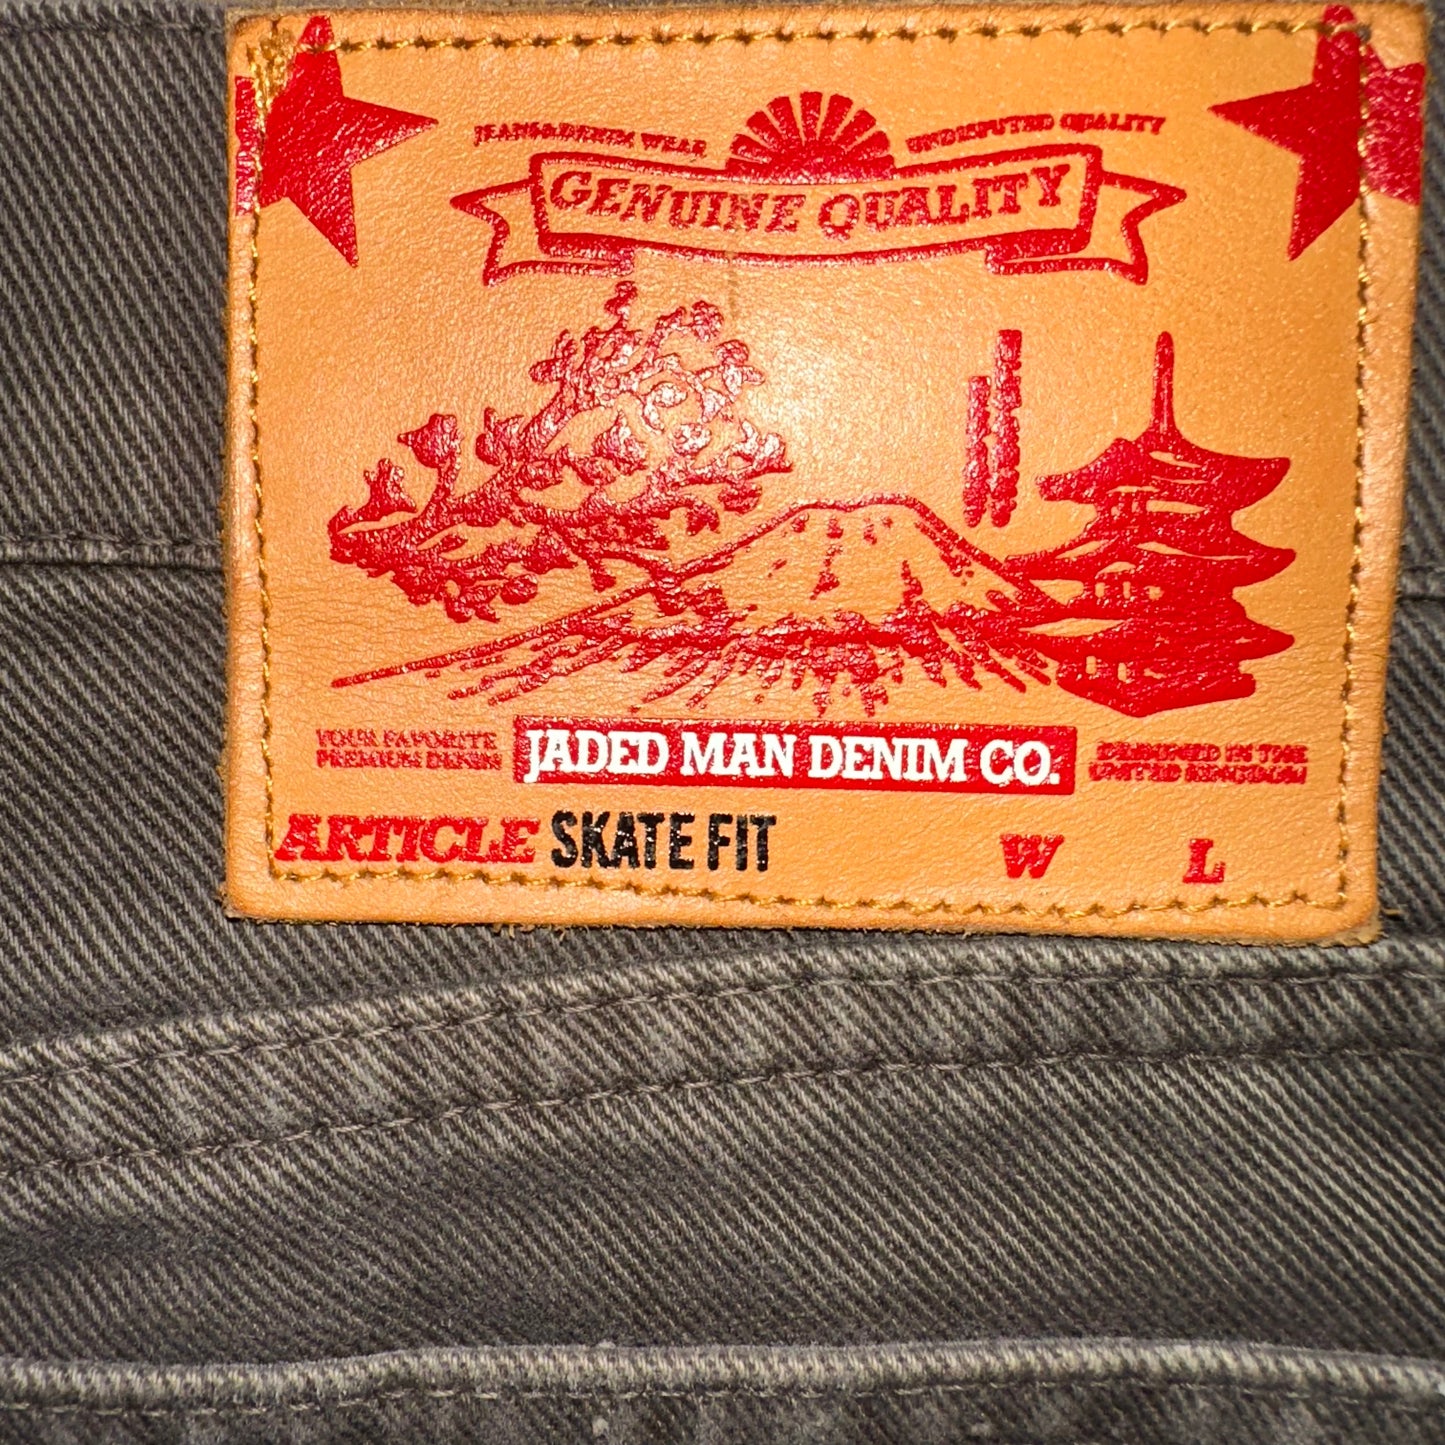 JEANS&DENIM WEAR
UNDISPUTED QUALITY
GENUINE QUALITY
YOUR FAVORITE
PREMIUM DENIM
JADED MAN DENIM CO.
DESIGNED IN THE
UNITED KINGDOM
ARTICLE SKATE FIT W L